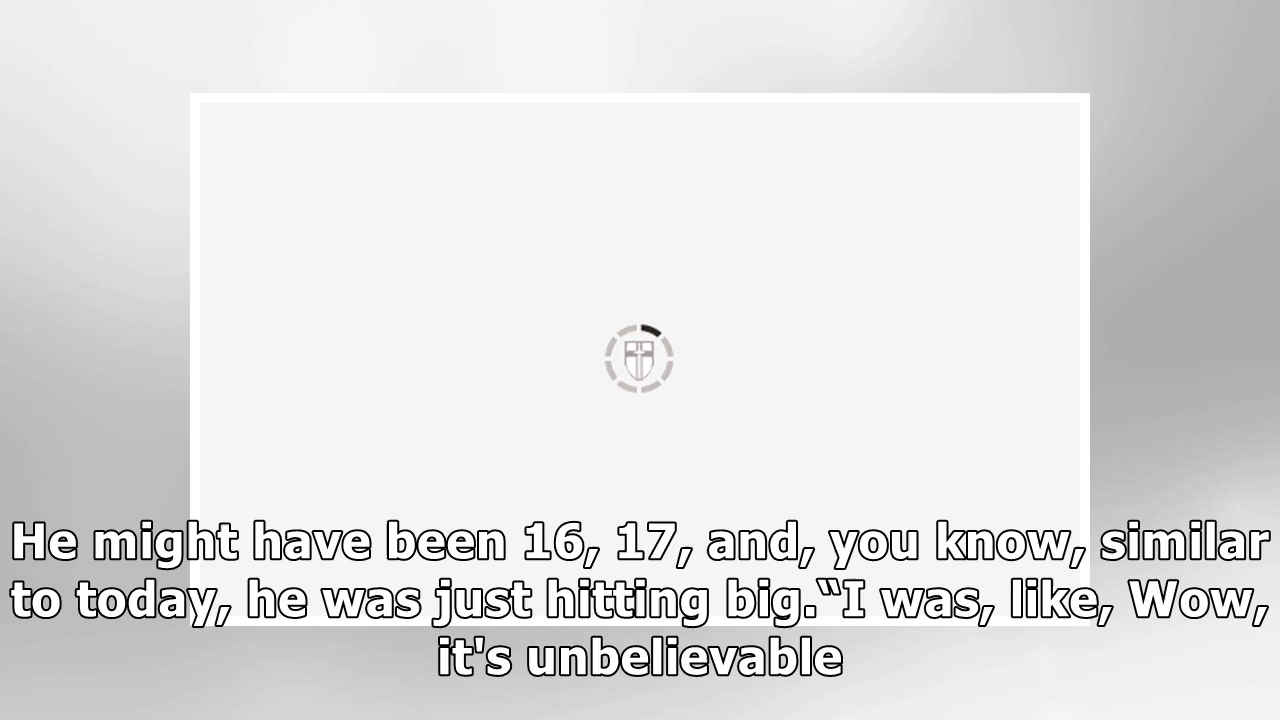 He might have been 16, 17, and, you know, similar
to today, he was just hitting big.“I was, like, Wow,
it's unbelievable